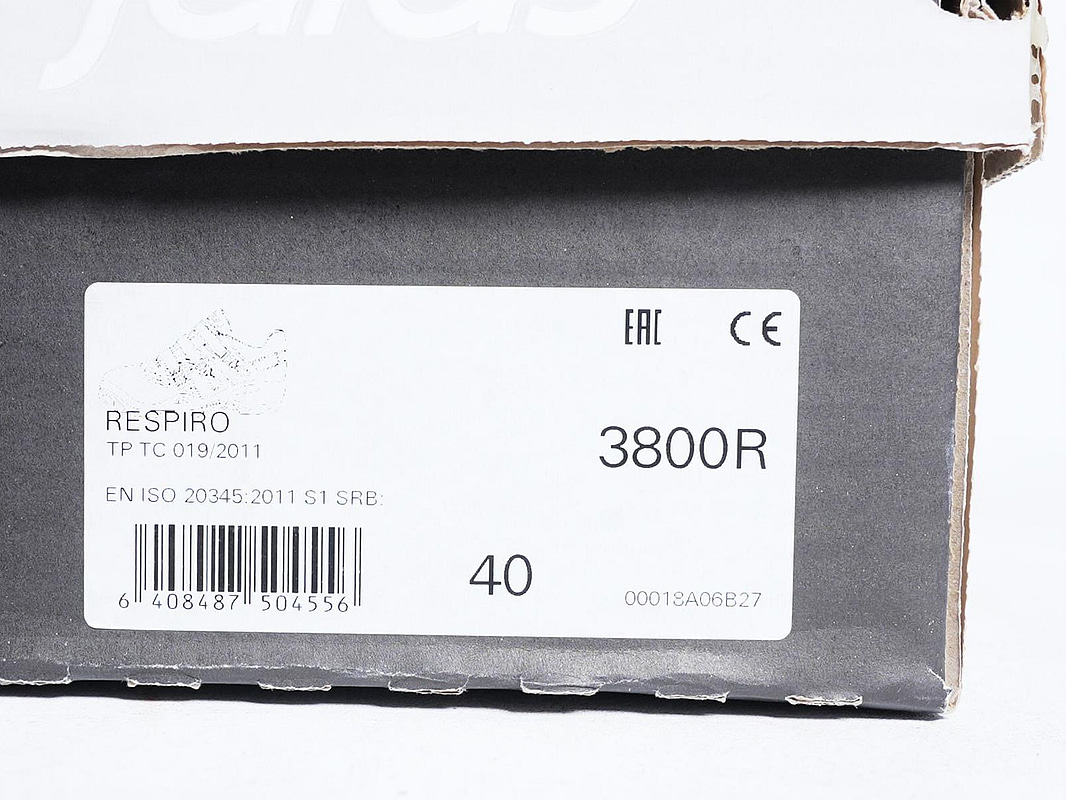 jalas
EAC CE
RESPIRO
TP TC 019/2011
3800R
EN ISO 20345:2011 S1 SRB:
40
6 408487 504556
00018A06B27